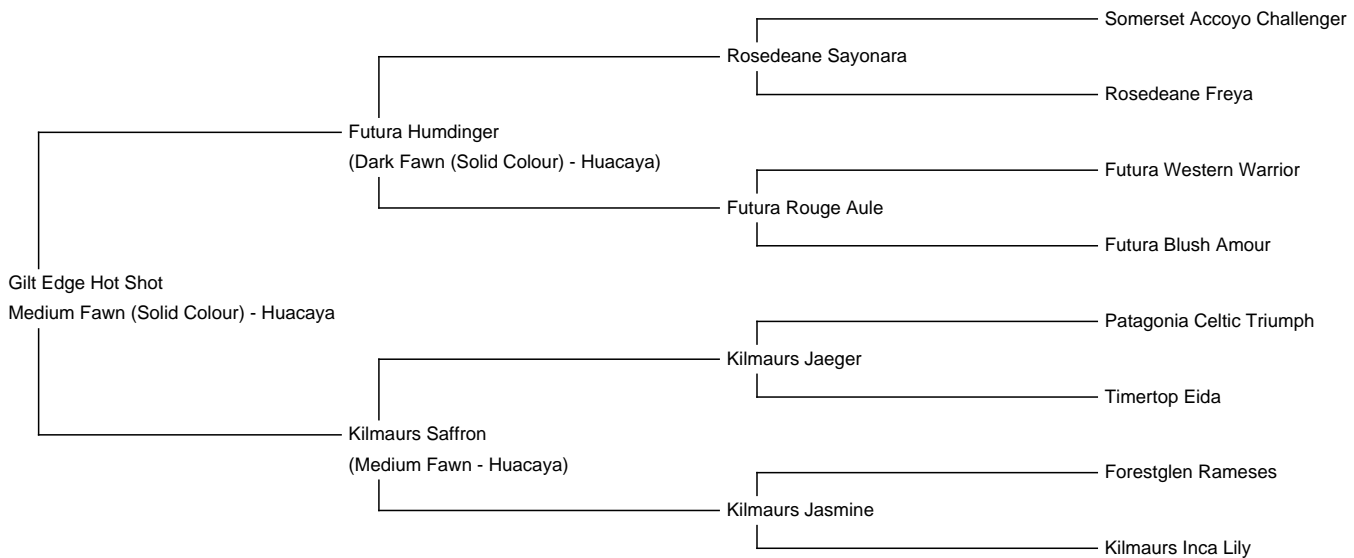 Somerset Accoyo Challenger
Rosedeane Sayonara
Rosedeane Freya
Futura Humdinger
(Dark Fawn (Solid Colour) - Huacaya)
Futura Western Warrior
Futura Rouge Aule
Futura Blush Amour
Gilt Edge Hot Shot
Medium Fawn (Solid Colour) - Huacaya
Patagonia Celtic Triumph
Kilmaurs Jaeger
Timertop Eida
Kilmaurs Saffron
(Medium Fawn - Huacaya)
Forestglen Rameses
Kilmaurs Jasmine
Kilmaurs Inca Lily